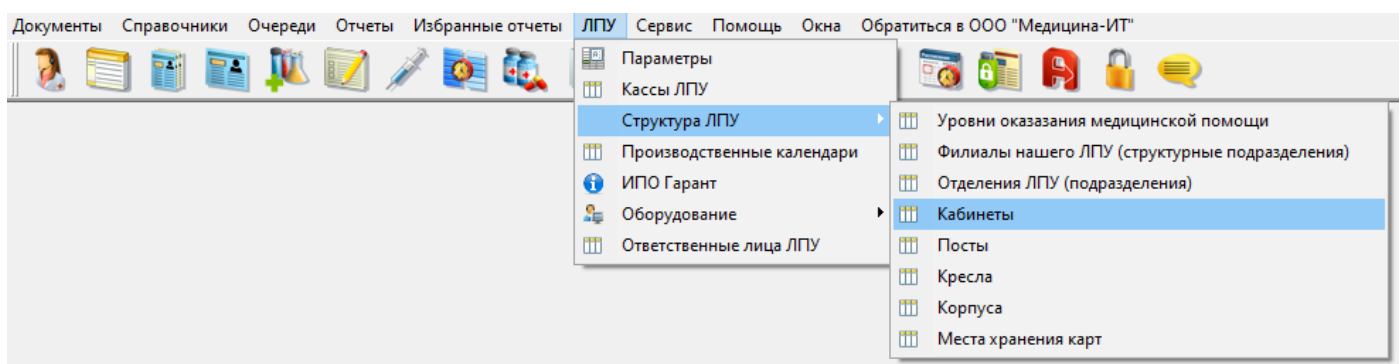 Документы Справочники Очереди Отчеты Избранные отчеты ЛПУ Сервис Помощь Окна Обратиться в ООО "Медицина-ИТ"
Параметры
Кассы ЛПУ
Структура ЛПУ
Производственные календари
ИПО Гарант
Оборудование
Ответственные лица ЛПУ
Уровни оказазания медицинской помощи
Филиалы нашего ЛПУ (структурные подразделения)
Отделения ЛПУ (подразделения)
Кабинеты
Посты
Кресла
Корпуса
Места хранения карт